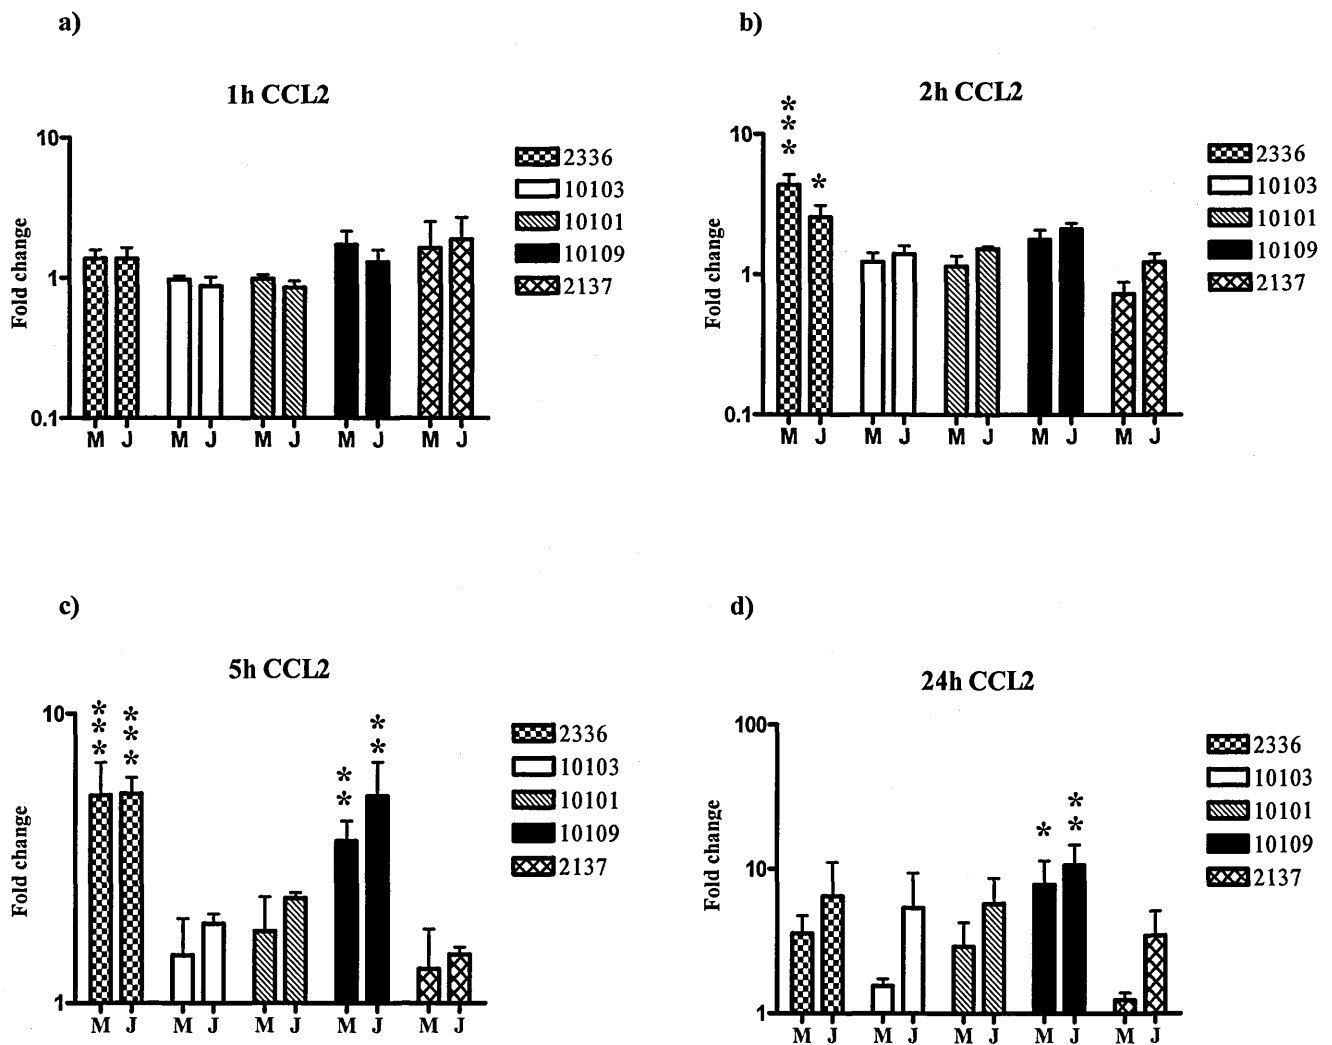 a)
1h CCL2
10
1
0.1
Fold change
M J M J M J M J M J
2336
10103
10101
10109
2137
b)
2h CCL2
10
1
0.1
Fold change
***
*
M J M J M J M J M J
2336
10103
10101
10109
2137
c)
5h CCL2
10
1
Fold change
***
***
**
**
M J M J M J M J M J
2336
10103
10101
10109
2137
d)
24h CCL2
100
10
1
Fold change
*
**
M J M J M J M J M J
2336
10103
10101
10109
2137